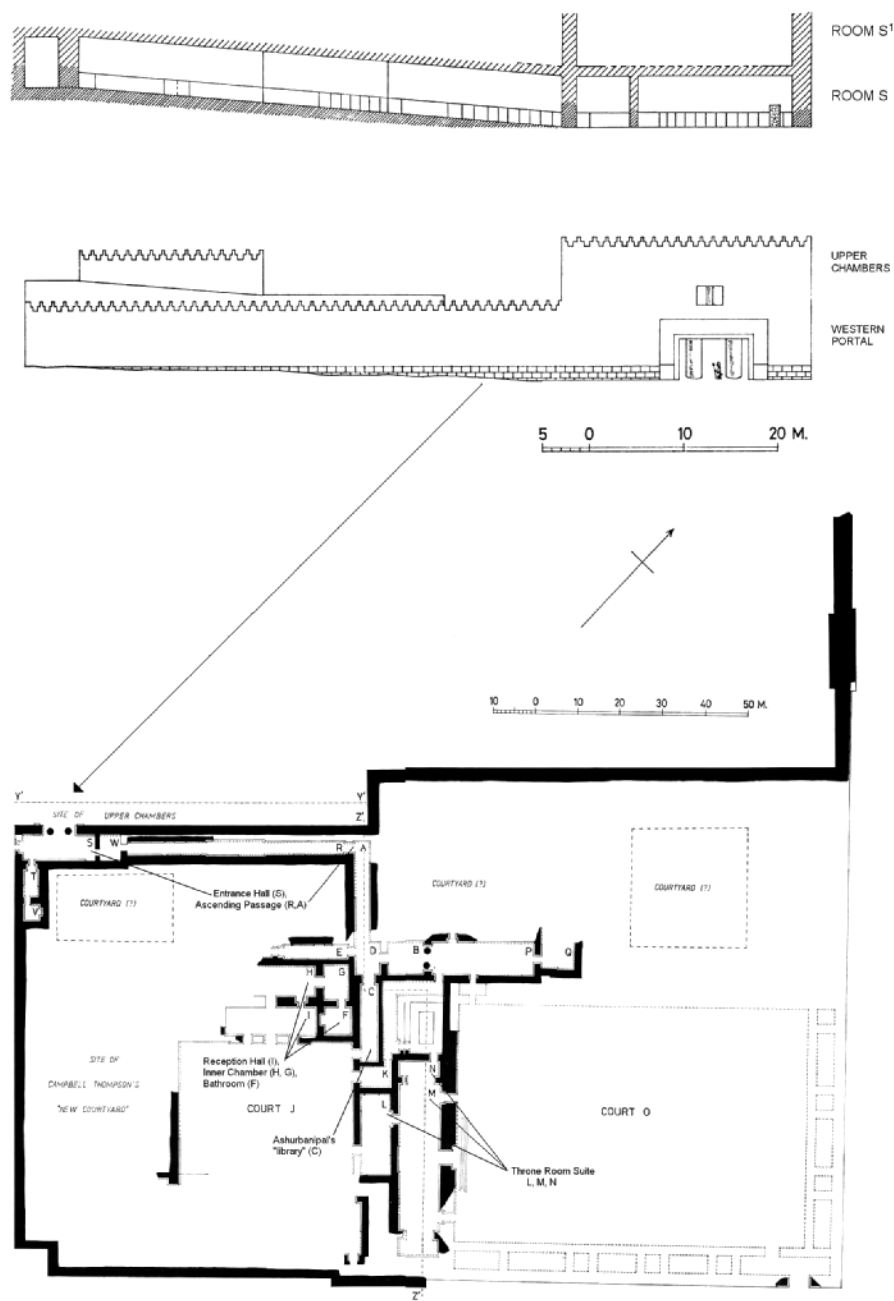 ROOM S¹
ROOM S
UPPER
CHAMBERS
WESTERN
PORTAL
5 0 10 20 M.
10 0 10 20 30 40 50 M.
Y' Y'
SITE OF UPPER CHAMBERS
Z'
S W R A
T
V
Entrance Hall (S),
Ascending Passage (R,A)
COURTYARD (?)
COURTYARD (?)
COURTYARD (?)
E D B P Q
H G
C
I F
Reception Hall (I),
Inner Chamber (H, G),
Bathroom (F)
K N
M
L
SITE OF
CAMPBELL THOMPSON'S
"NEW COURTYARD"
COURT J
COURT O
Ashurbanipal's
"library" (C)
Throne Room Suite
L, M, N
Z'